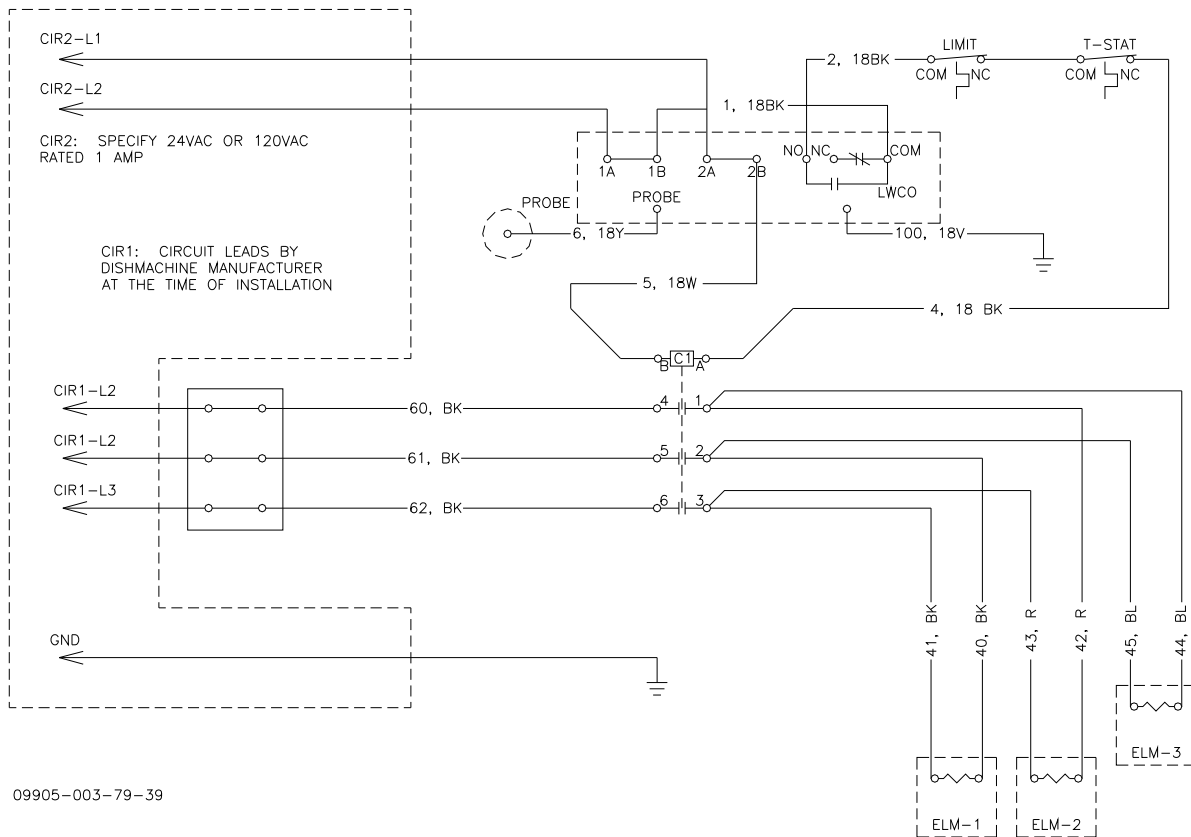 CIR2-L1
LIMIT
T-STAT
2, 18BK
COM
NC
COM
NC
CIR2-L2
1, 18BK
CIR2: SPECIFY 24VAC OR 120VAC
RATED 1 AMP
NO
NC
COM
1A
1B
2A
2B
LWCO
PROBE
PROBE
6, 18Y
100, 18V
CIR1: CIRCUIT LEADS BY
DISHMACHINE MANUFACTURER
AT THE TIME OF INSTALLATION
5, 18W
4, 18 BK
B
C1
A
CIR1-L2
60, BK
4
1
CIR1-L2
61, BK
5
2
CIR1-L3
62, BK
6
3
41, BK
40, BK
43, R
42, R
45, BL
44, BL
GND
ELM-3
09905-003-79-39
ELM-1
ELM-2